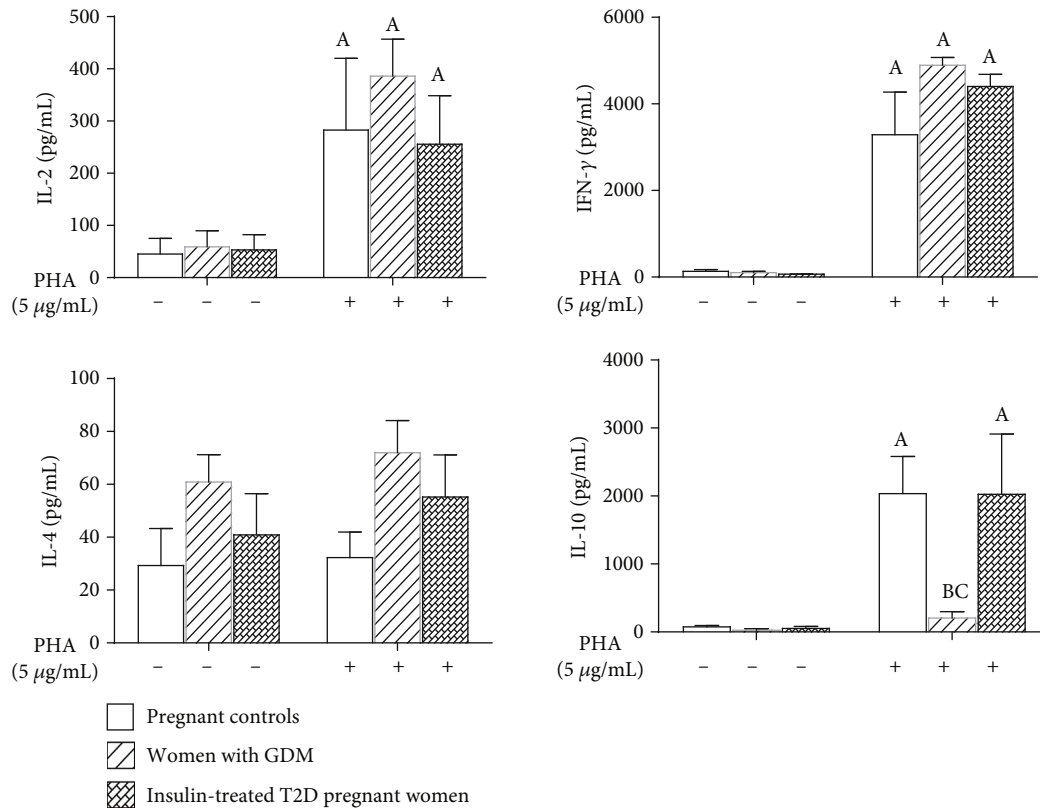 500
400
300
200
100
0
IL-2 (pg/mL)
A
A
A
PHA
(5 μg/mL)
− − − + + +
6000
4000
2000
0
IFN-γ (pg/mL)
A
A
A
PHA
(5 μg/mL)
− − − + + +
100
80
60
40
20
0
IL-4 (pg/mL)
PHA
(5 μg/mL)
− − − + + +
4000
3000
2000
1000
0
IL-10 (pg/mL)
A
BC
A
PHA
(5 μg/mL)
− − − + + +
Pregnant controls
Women with GDM
Insulin-treated T2D pregnant women